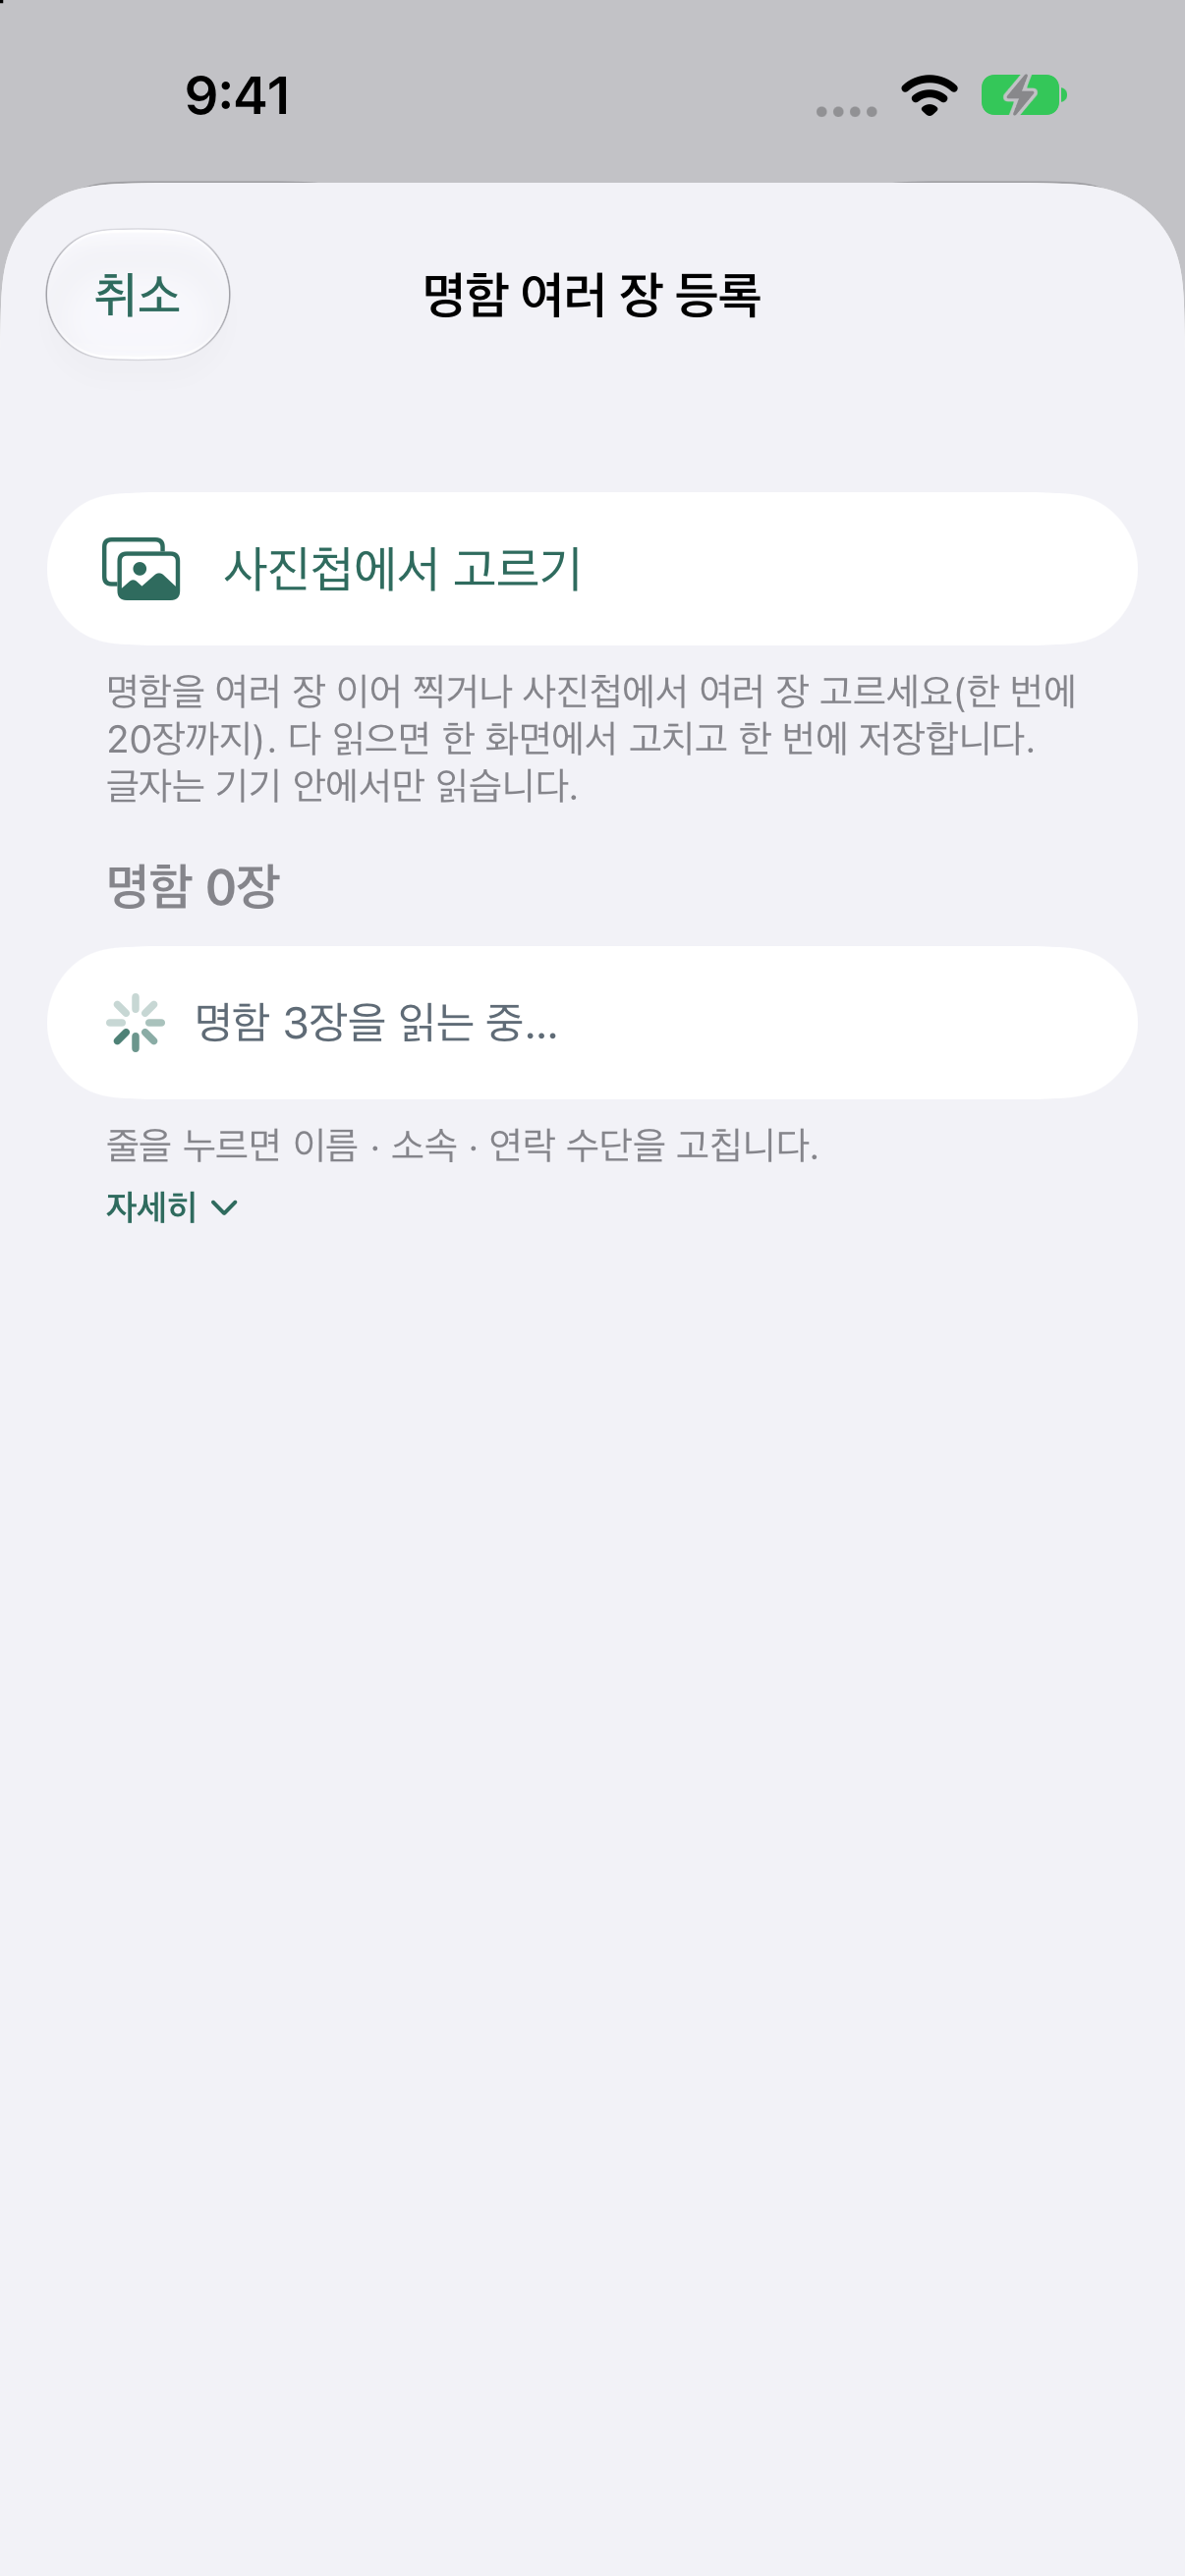 9:41
취소
명함 여러 장 등록
사진첩에서 고르기
명함을 여러 장 이어 찍거나 사진첩에서 여러 장 고르세요(한 번에
20장까지). 다 읽으면 한 화면에서 고치고 한 번에 저장합니다.
글자는 기기 안에서만 읽습니다.
명함 0장
명함 3장을 읽는 중...
줄을 누르면 이름 · 소속 · 연락 수단을 고칩니다.
자세히